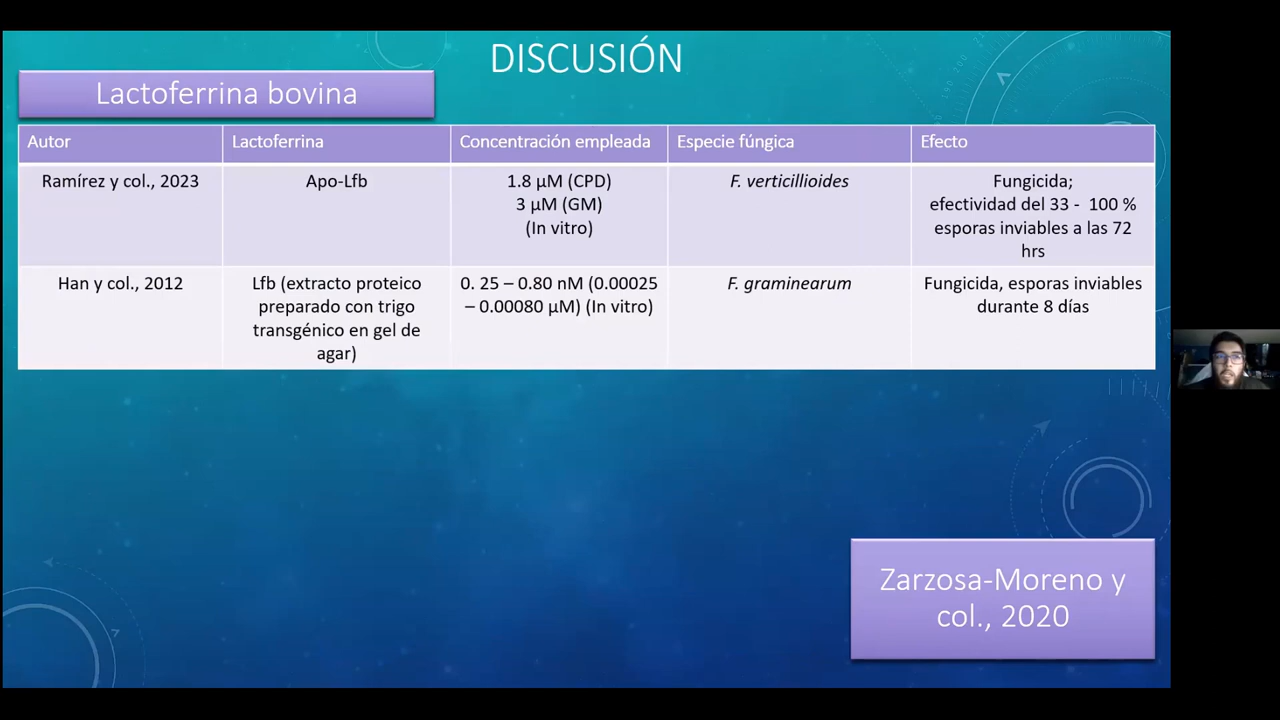 DISCUSIÓN
Lactoferrina bovina
Autor
Lactoferrina
Concentración empleada
Especie fúngica
Efecto
Ramírez y col., 2023
Apo-Lfb
1.8 µM (CPD)
3 µM (GM)
(In vitro)
F. verticillioides
Fungicida;
efectividad del 33 - 100 %
esporas inviables a las 72
hrs
Han y col., 2012
Lfb (extracto proteico
preparado con trigo
transgénico en gel de
agar)
0. 25 – 0.80 nM (0.00025
– 0.00080 µM) (In vitro)
F. graminearum
Fungicida, esporas inviables
durante 8 días
Zarzosa-Moreno y
col., 2020